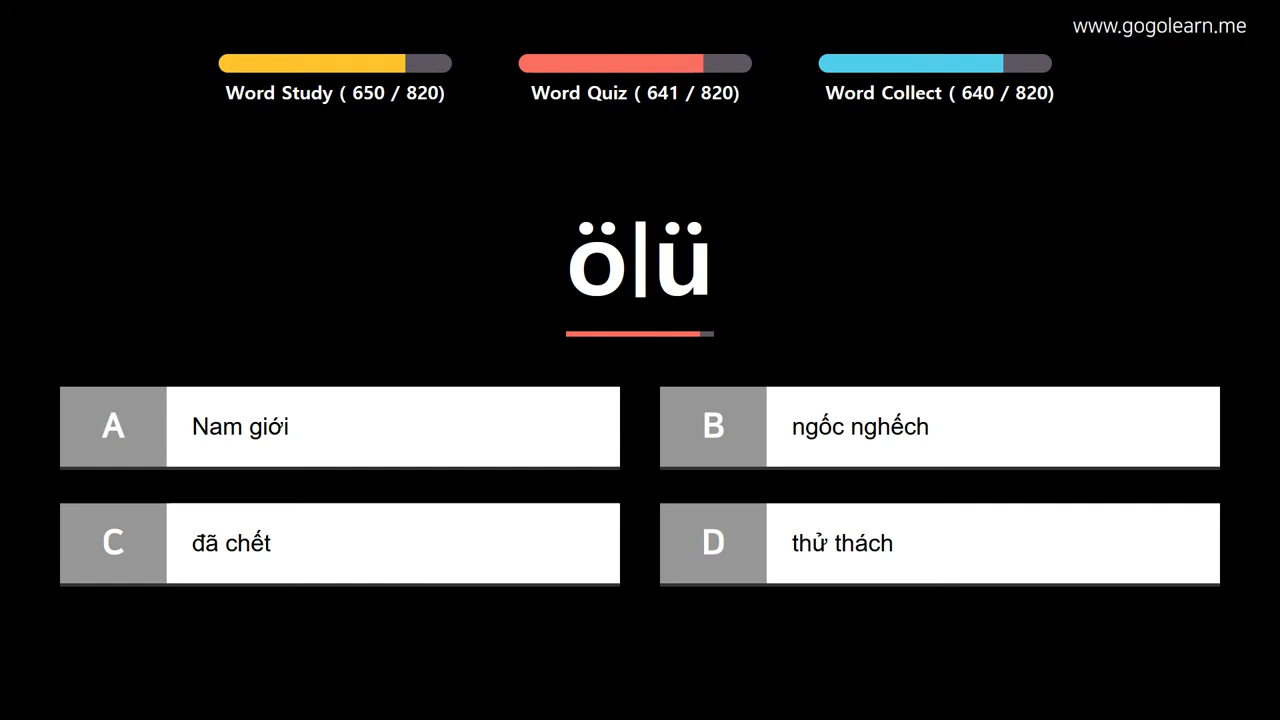 www.gogolearn.me
Word Study ( 650 / 820)
Word Quiz ( 641 / 820)
Word Collect ( 640 / 820)
ölü
A Nam giới
B ngốc nghếch
C đã chết
D thử thách